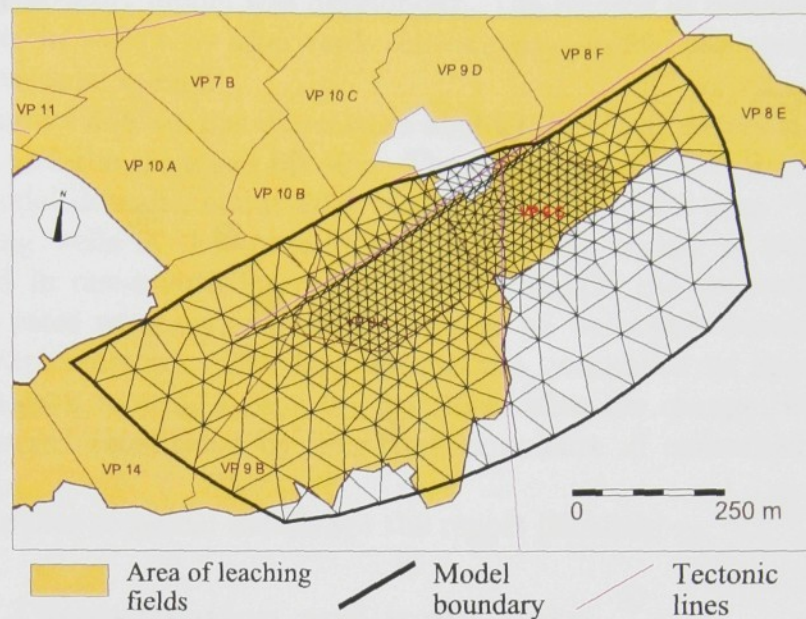 VP 8 F
VP 9 D
VP 7 B
VP 10 C
VP 11
VP 8 E
VP 10 A
VP 10 B
N
VP 14
VP 9 B
0 250 m
Area of leaching
fields
Model
boundary
Tectonic
lines